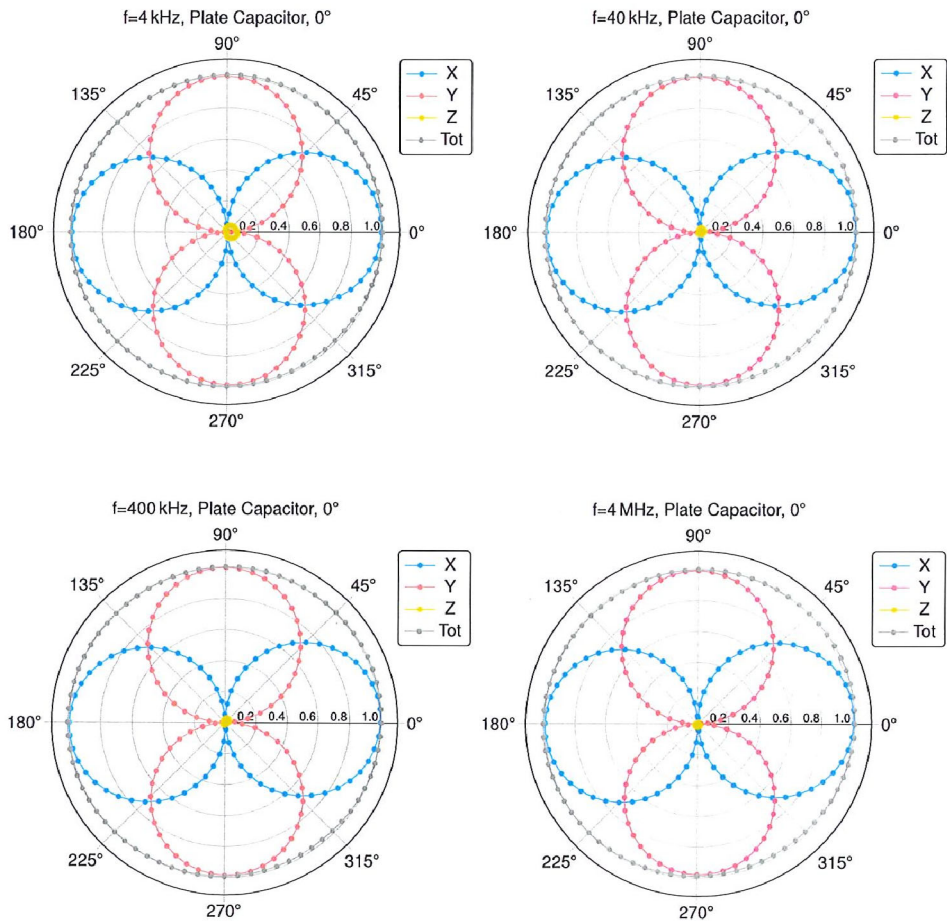 f=4 kHz, Plate Capacitor, 0°
90°
135°
45°
180°
0.2 0.4 0.6 0.8 1.0
0°
225°
315°
270°
X
Y
Z
Tot
f=40 kHz, Plate Capacitor, 0°
90°
135°
45°
180°
0.2 0.4 0.6 0.8 1.0
0°
225°
315°
270°
X
Y
Z
Tot
f=400 kHz, Plate Capacitor, 0°
90°
135°
45°
180°
0.2 0.4 0.6 0.8 1.0
0°
225°
315°
270°
X
Y
Z
Tot
f=4 MHz, Plate Capacitor, 0°
90°
135°
45°
180°
0.2 0.4 0.6 0.8 1.0
0°
225°
315°
270°
X
Y
Z
Tot